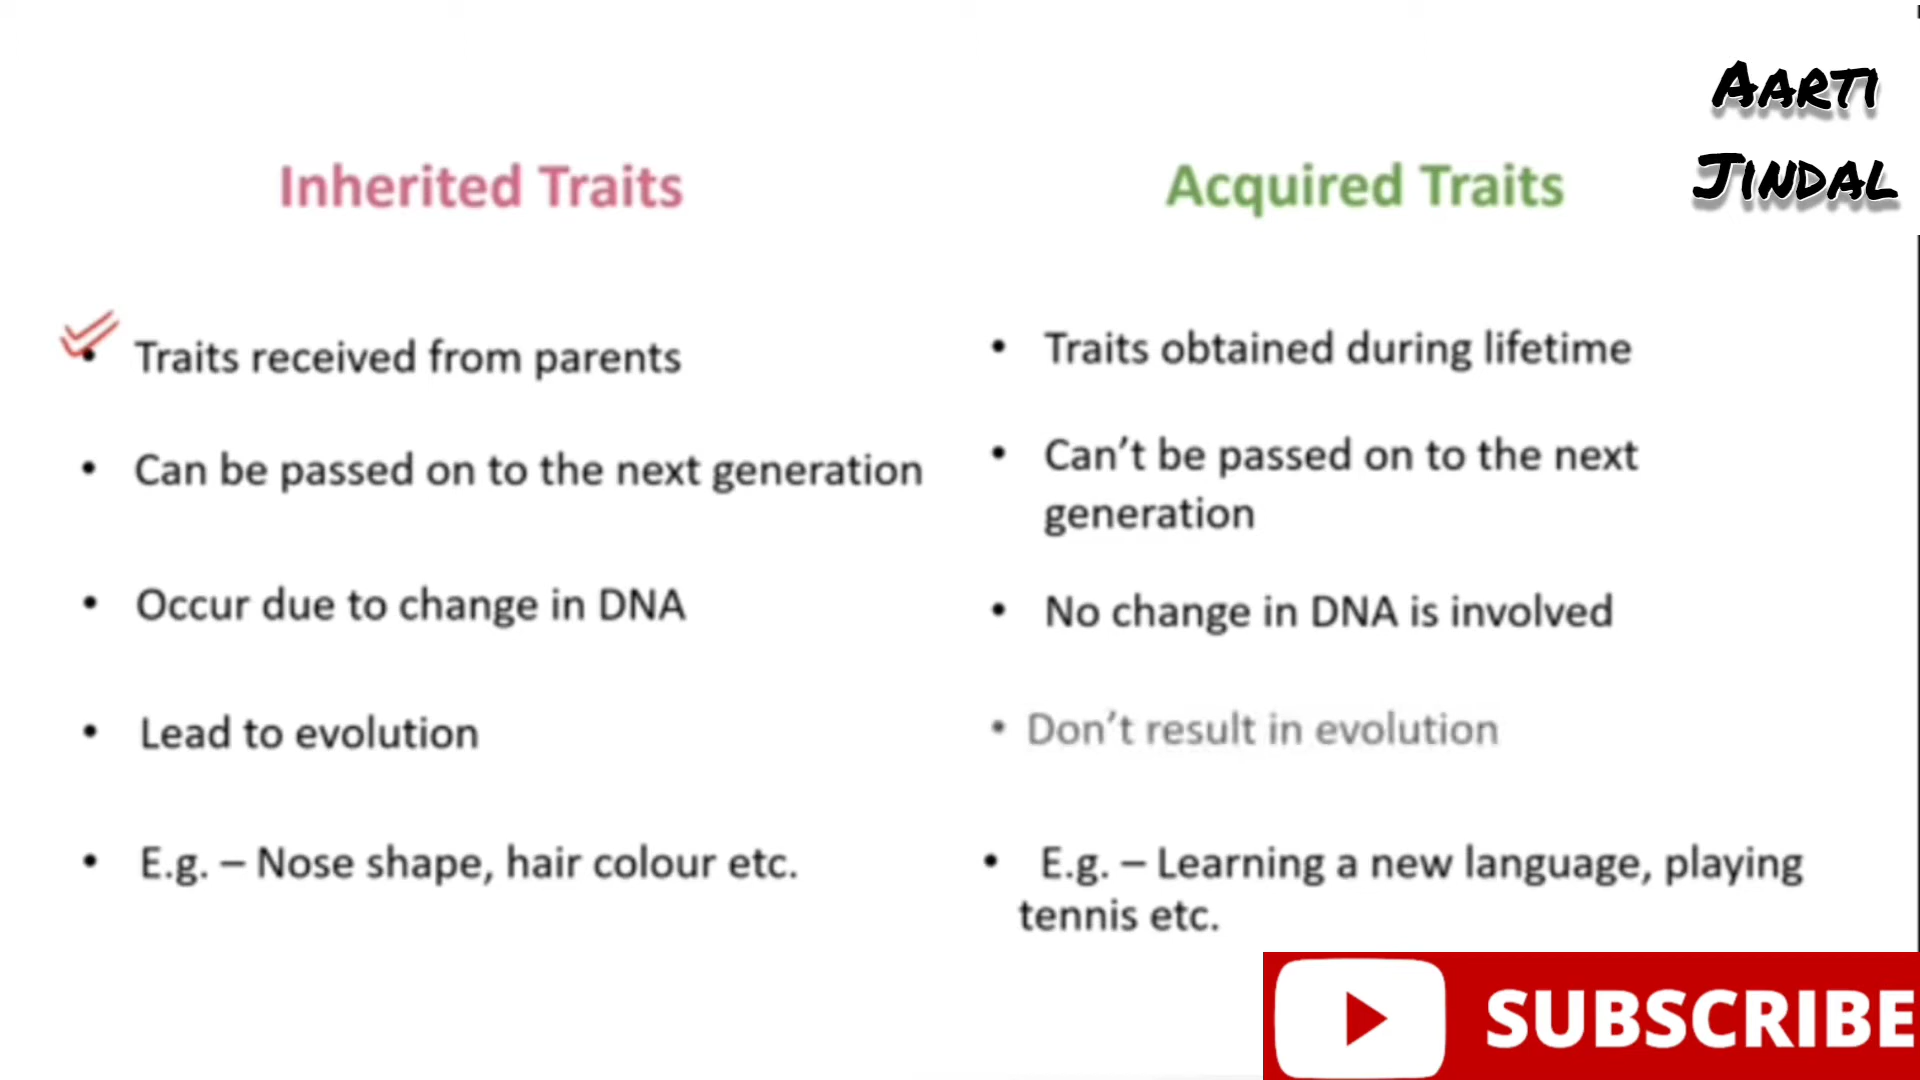 AARTI
JINDAL
Inherited Traits
• Traits received from parents
• Can be passed on to the next generation
• Occur due to change in DNA
• Lead to evolution
• E.g. – Nose shape, hair colour etc.
Acquired Traits
• Traits obtained during lifetime
• Can’t be passed on to the next
generation
• No change in DNA is involved
• Don’t result in evolution
• E.g. – Learning a new language, playing
tennis etc.
SUBSCRIBE